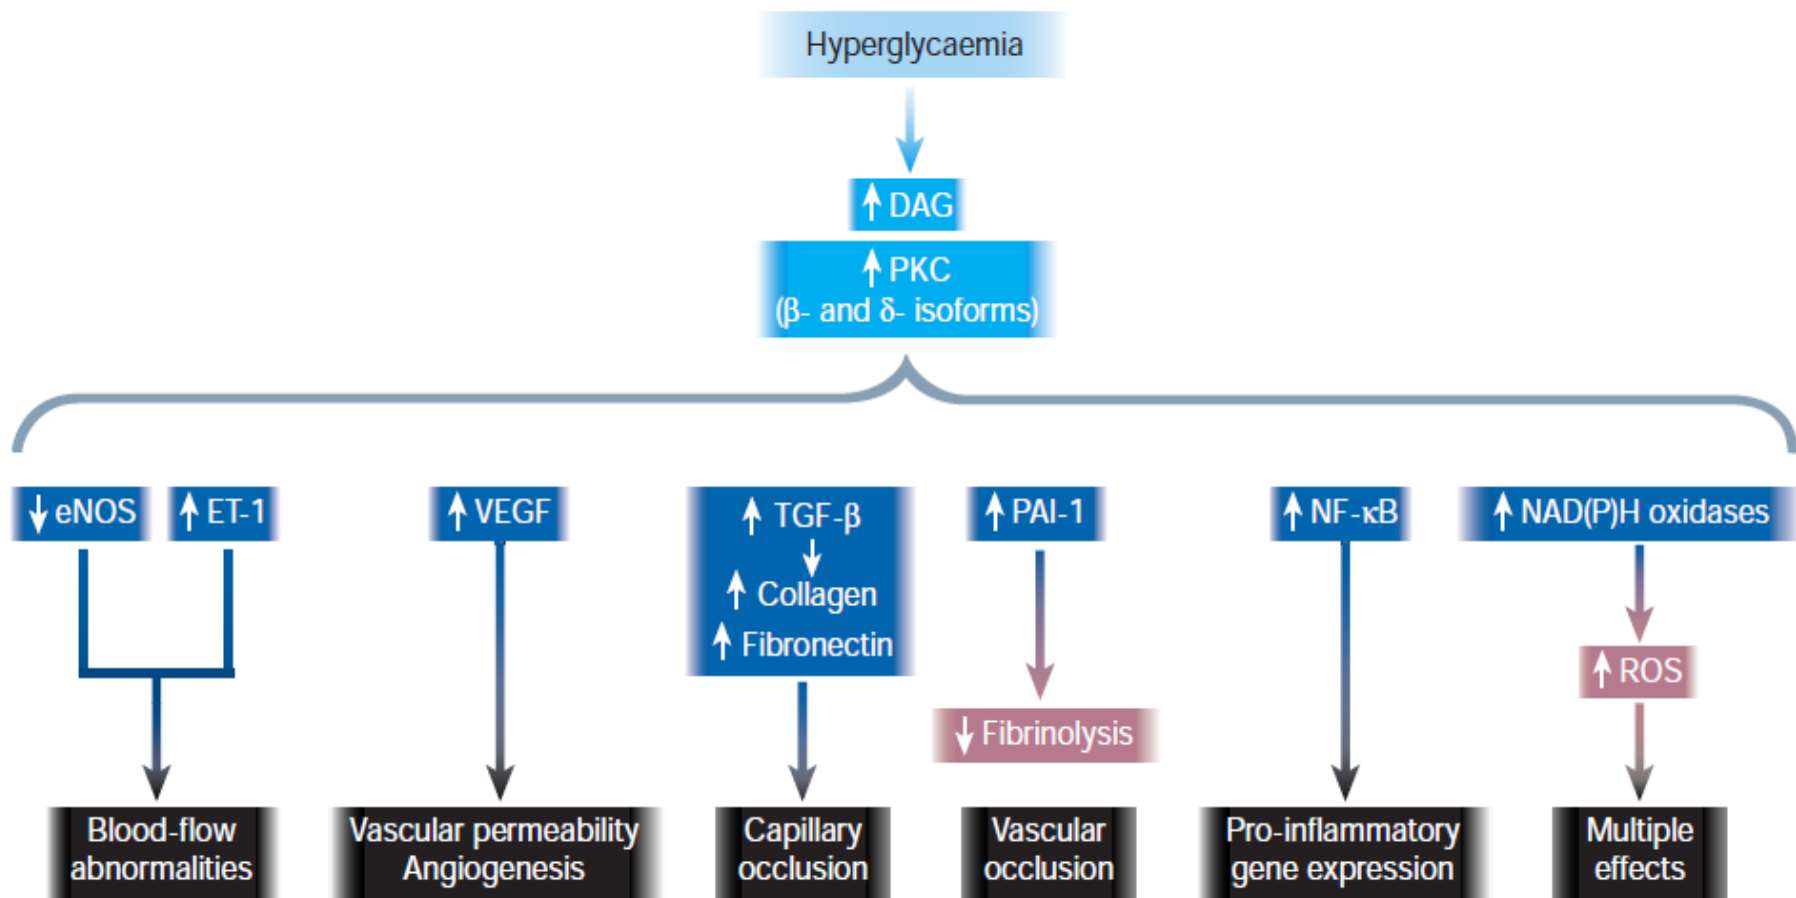 Hyperglycaemia
↑ DAG
↑ PKC
(β- and δ- isoforms)
↓ eNOS
↑ ET-1
↑ VEGF
↑ TGF-β
↓
↑ Collagen
↑ Fibronectin
↑ PAI-1
↑ NF-κB
↑ NAD(P)H oxidases
↑ ROS
↓ Fibrinolysis
Blood-flow
abnormalities
Vascular permeability
Angiogenesis
Capillary
occlusion
Vascular
occlusion
Pro-inflammatory
gene expression
Multiple
effects